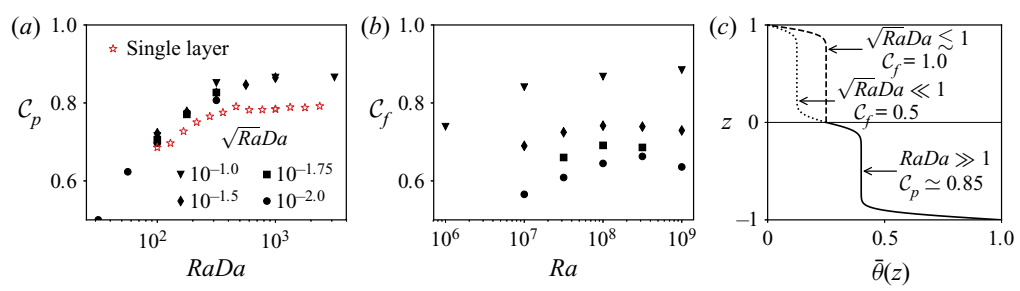 (a)
1.0
0.8
0.6
C_p
☆ Single layer
√RaDa
▼ 10^{–1.0} ■ 10^{–1.75}
♦ 10^{–1.5} ● 10^{–2.0}
10^2 10^3
RaDa
(b)
1.0
0.8
0.6
C_f
10^6 10^7 10^8 10^9
Ra
(c)
1
0
–1
z
√RaDa ≲ 1
C_f = 1.0
√RaDa ≪ 1
C_f = 0.5
RaDa ≫ 1
C_p ≃ 0.85
0 0.5 1.0
θ̄(z)